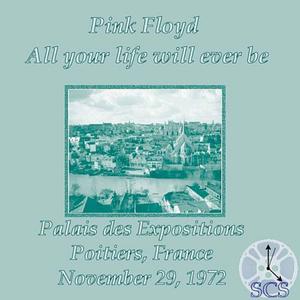 Pink Floyd
All your life will ever be
Palais des Expositions
Poitiers, France
November 29, 1972
SCS